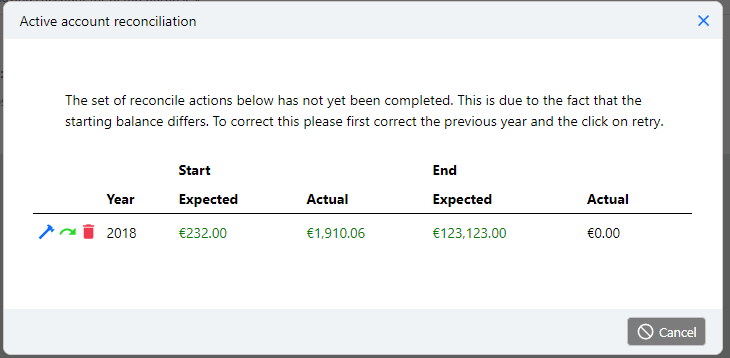 Active account reconciliation
The set of reconcile actions below has not yet been completed. This is due to the fact that the
starting balance differs. To correct this please first correct the previous year and the click on retry.
Start End
Year Expected Actual Expected Actual
2018 €232.00 €1,910.06 €123,123.00 €0.00
Cancel